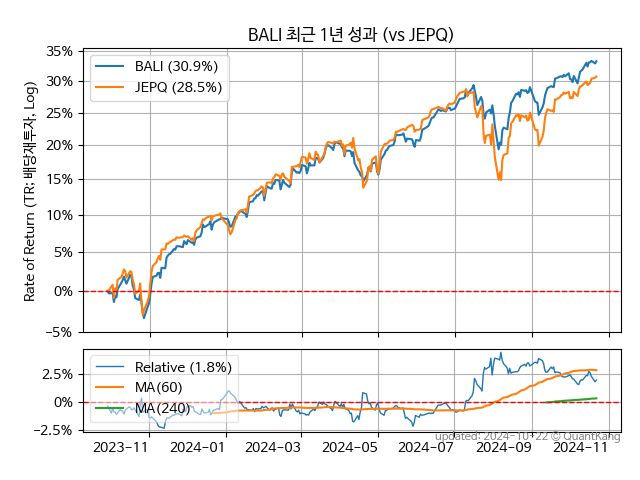 BALI 최근 1년 성과 (vs JEPQ)
Rate of Return (TR: 배당재투자, Log)
35%
30%
25%
20%
15%
10%
5%
0%
−5%
BALI (30.9%)
JEPQ (28.5%)
2.5%
0%
−2.5%
Relative (1.8%)
MA(60)
MA(240)
updated: 2024-10-22 © QuantKang
2023-11
2024-01
2024-03
2024-05
2024-07
2024-09
2024-11